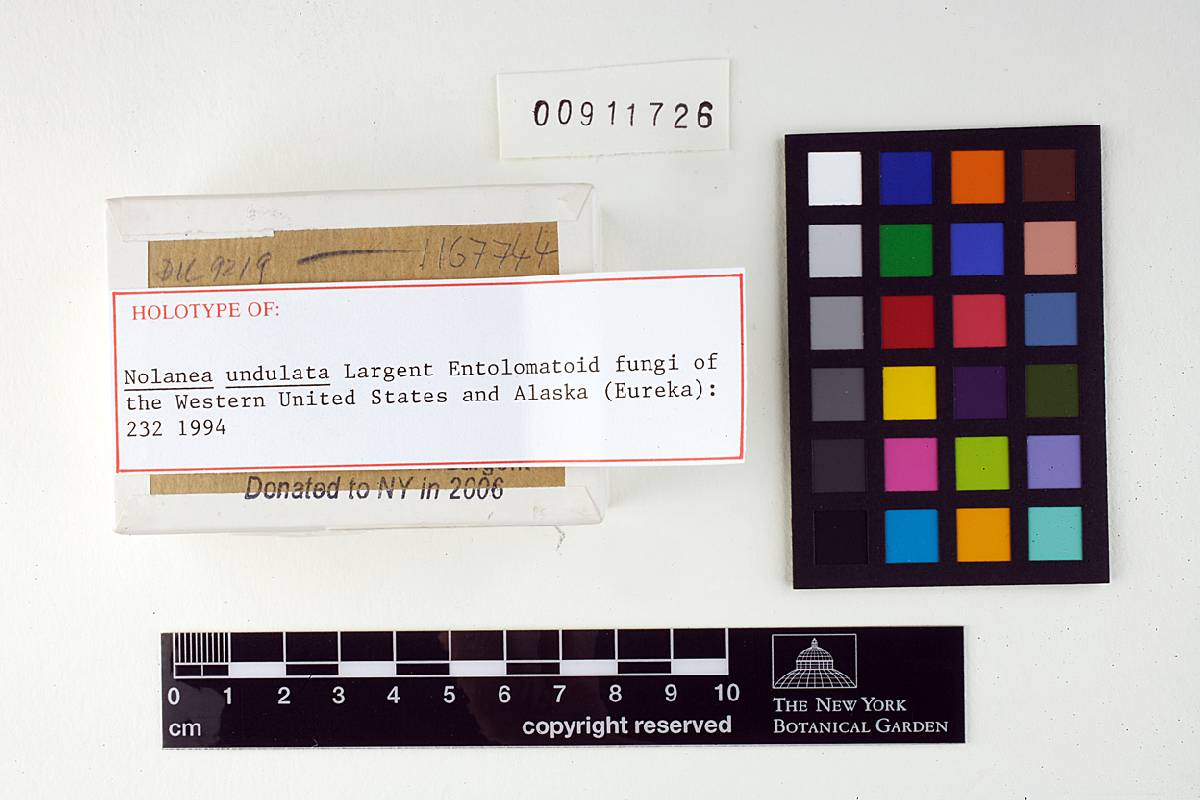 00911726
DLL 9219 — 1167744
HOLOTYPE OF:
Nolanea undulata Largent Entolomatoid fungi of
the Western United States and Alaska (Eureka):
232 1994
Largent
Donated to NY in 2006
0 1 2 3 4 5 6 7 8 9 10
cm
copyright reserved
THE NEW YORK
BOTANICAL GARDEN